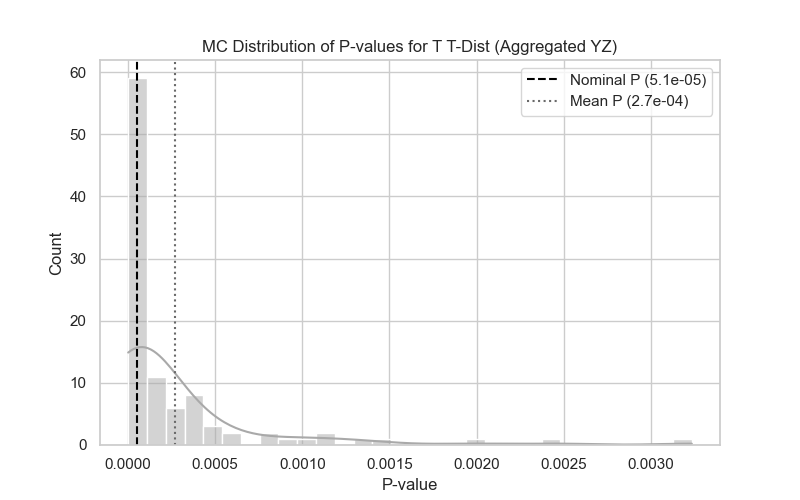 MC Distribution of P-values for T T-Dist (Aggregated YZ)
Nominal P (5.1e-05)
Mean P (2.7e-04)
60
50
40
30
20
10
0
Count
0.0000 0.0005 0.0010 0.0015 0.0020 0.0025 0.0030
P-value